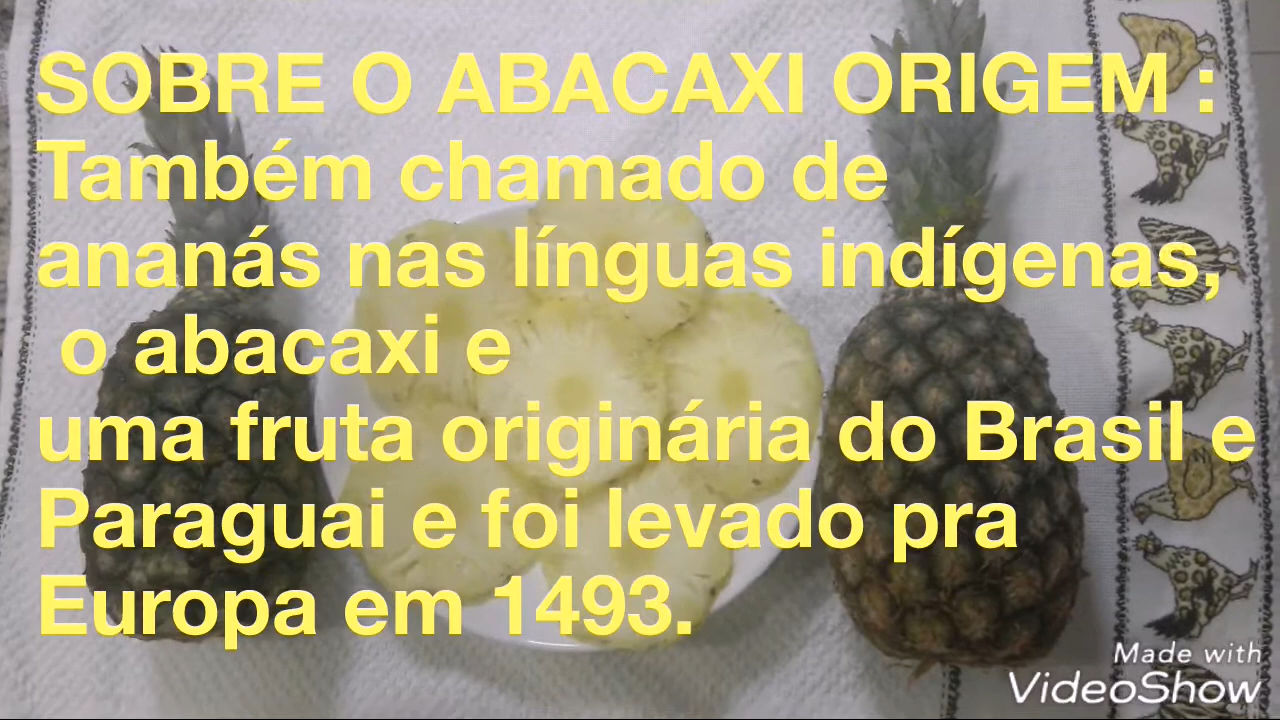 SOBRE O ABACAXI ORIGEM :
Também chamado de
ananás nas línguas indígenas,
o abacaxi e
uma fruta originária do Brasil e
Paraguai e foi levado pra
Europa em 1493.
Made with
VideoShow